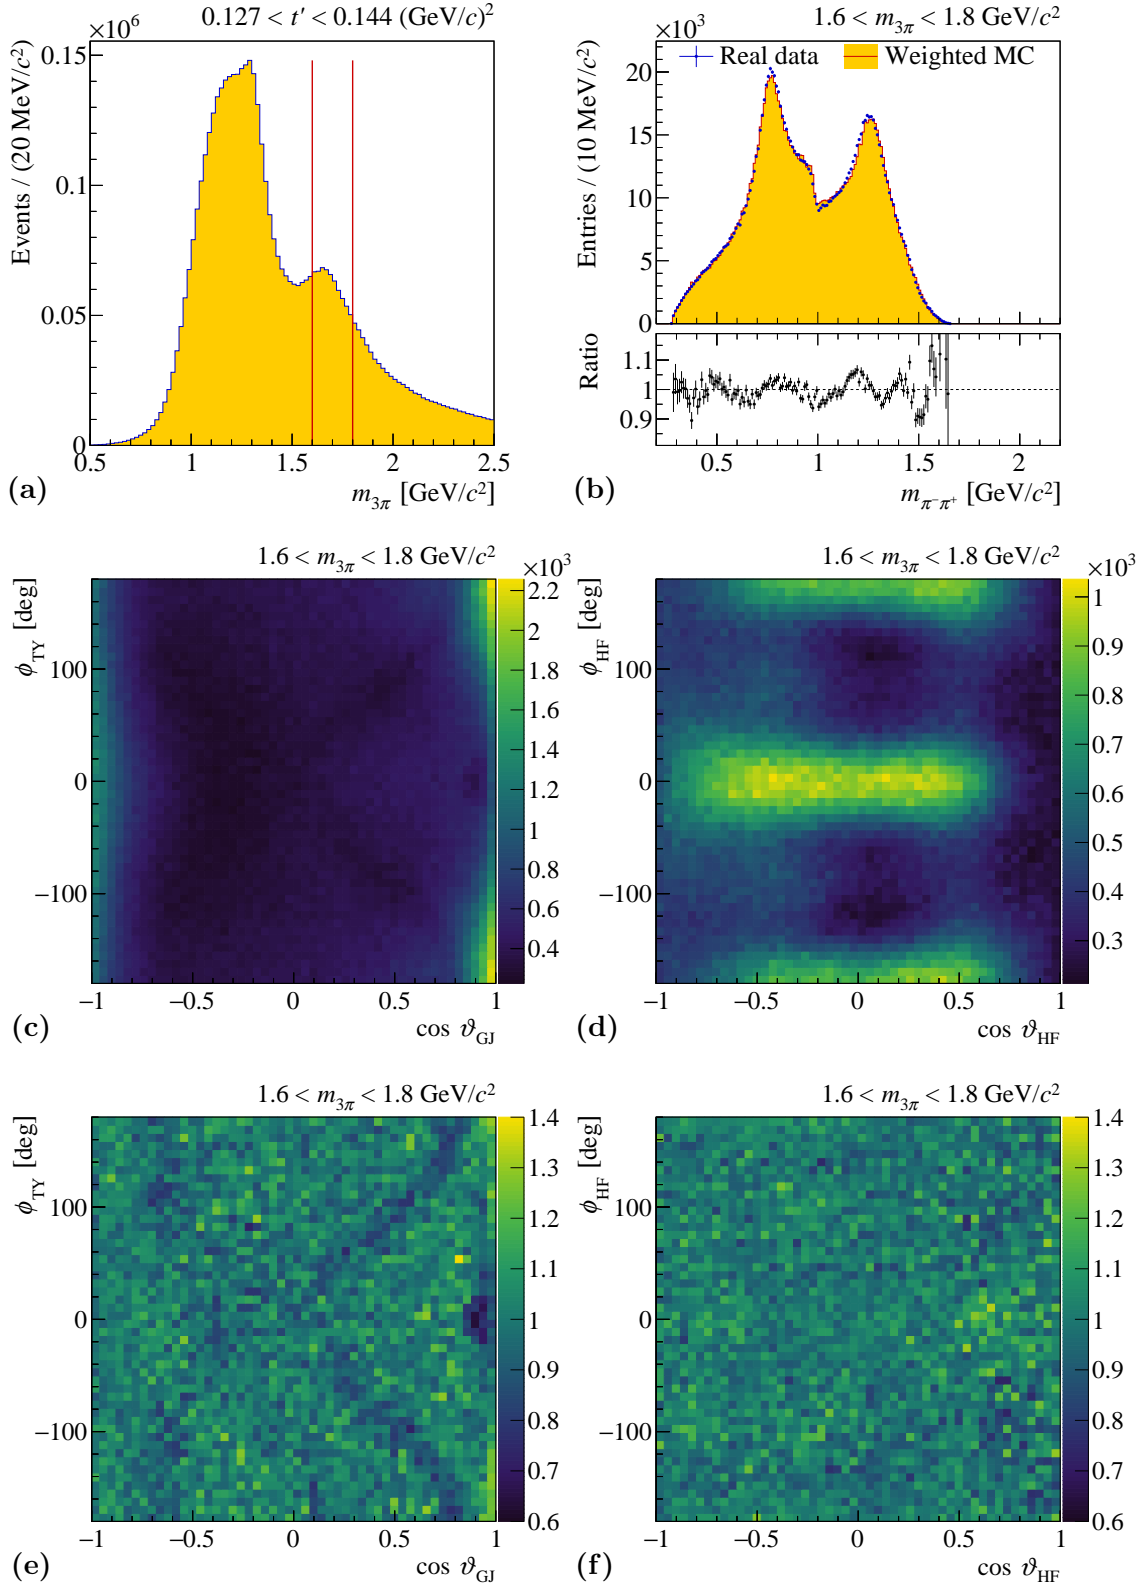 0.127 < t′ < 0.144 (GeV/c)²
×10⁶
Events / (20 MeV/c²)
0.15
0.1
0.05
0
0.5 1 1.5 2 2.5
m₃π [GeV/c²]
(a)
1.6 < m₃π < 1.8 GeV/c²
×10³
Real data
Weighted MC
Entries / (10 MeV/c²)
20
15
10
5
0
Ratio
1.1
1
0.9
0.5 1 1.5 2
m_π⁻π⁺ [GeV/c²]
(b)
1.6 < m₃π < 1.8 GeV/c²
×10³
ϕ_TY [deg]
100
0
−100
2.2
2
1.8
1.6
1.4
1.2
1
0.8
0.6
0.4
−1 −0.5 0 0.5 1
cos ϑ_GJ
(c)
1.6 < m₃π < 1.8 GeV/c²
×10³
ϕ_HF [deg]
100
0
−100
1
0.9
0.8
0.7
0.6
0.5
0.4
0.3
−1 −0.5 0 0.5 1
cos ϑ_HF
(d)
1.6 < m₃π < 1.8 GeV/c²
ϕ_TY [deg]
100
0
−100
1.4
1.3
1.2
1.1
1
0.9
0.8
0.7
0.6
−1 −0.5 0 0.5 1
cos ϑ_GJ
(e)
1.6 < m₃π < 1.8 GeV/c²
ϕ_HF [deg]
100
0
−100
1.4
1.3
1.2
1.1
1
0.9
0.8
0.7
0.6
−1 −0.5 0 0.5 1
cos ϑ_HF
(f)